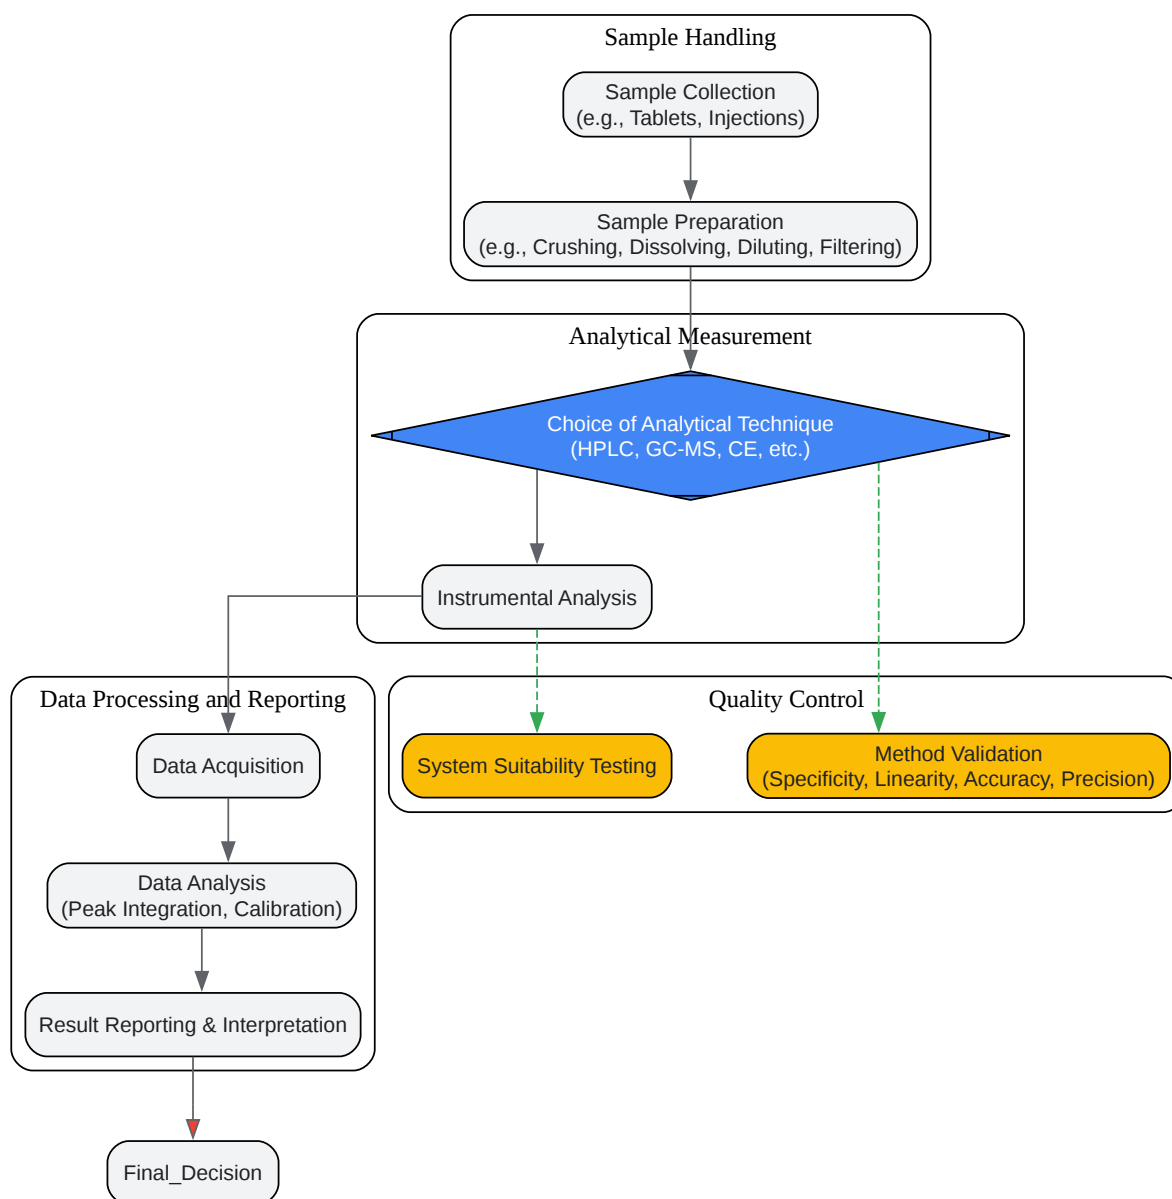 Sample Handling
Sample Collection
(e.g., Tablets, Injections)
Sample Preparation
(e.g., Crushing, Dissolving, Diluting, Filtering)
Analytical Measurement
Choice of Analytical Technique
(HPLC, GC-MS, CE, etc.)
Instrumental Analysis
Data Processing and Reporting
Quality Control
Data Acquisition
System Suitability Testing
Method Validation
(Specificity, Linearity, Accuracy, Precision)
Data Analysis
(Peak Integration, Calibration)
Result Reporting & Interpretation
Final_Decision